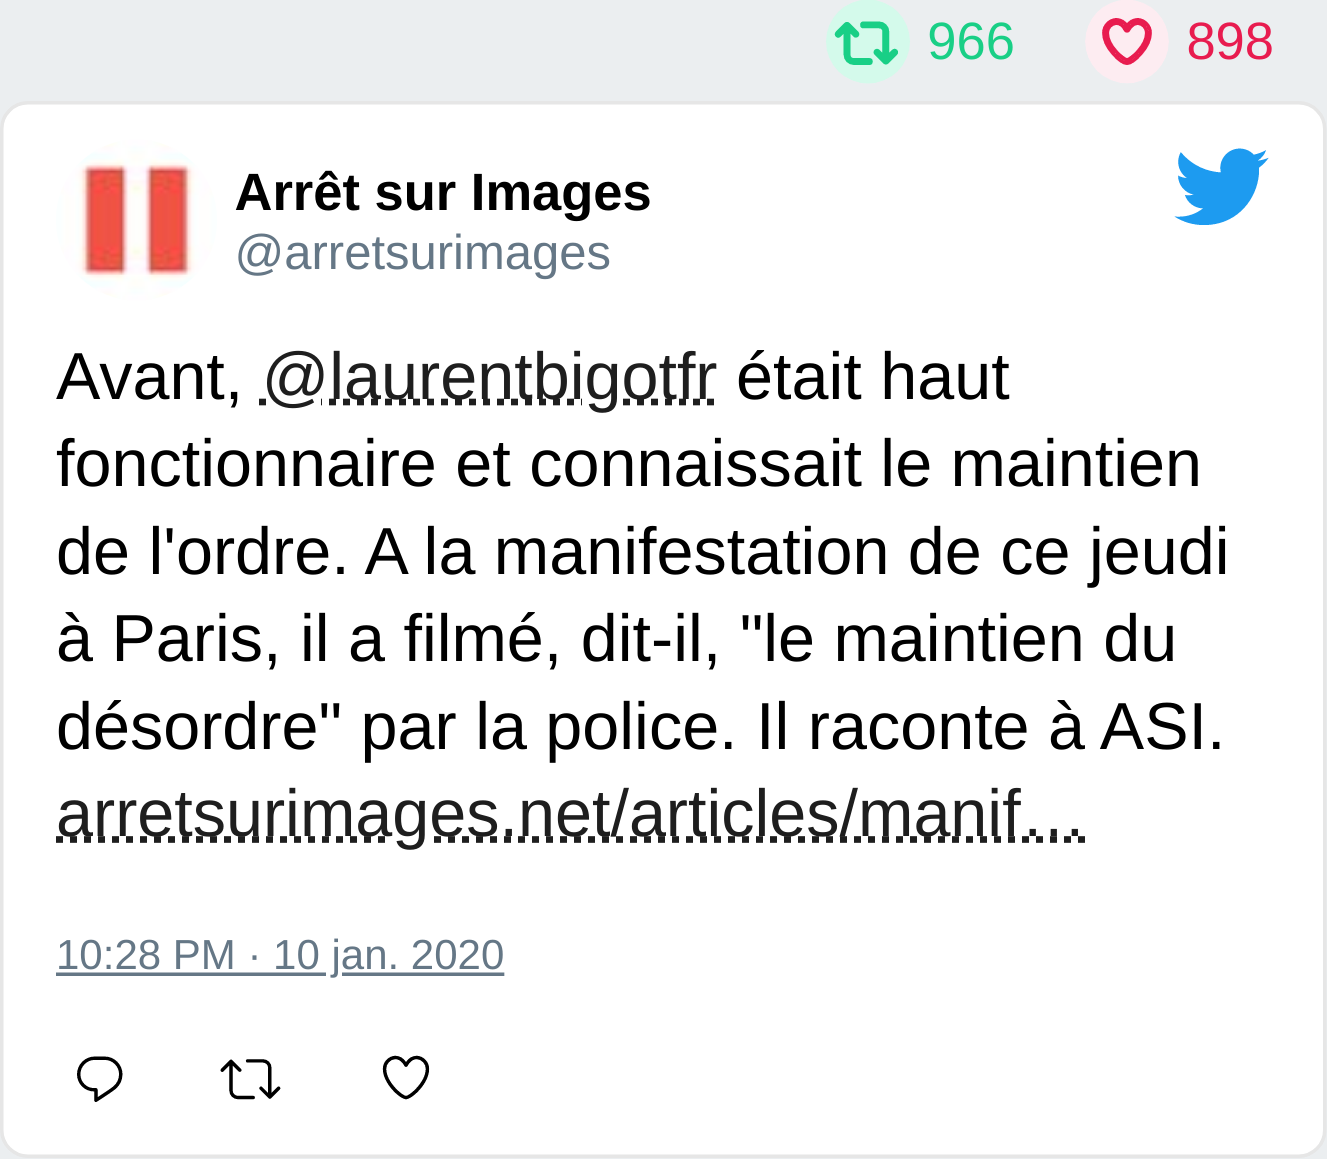 966 898
Arrêt sur Images
@arretsurimages
Avant, @laurentbigotfr était haut
fonctionnaire et connaissait le maintien
de l'ordre. A la manifestation de ce jeudi
à Paris, il a filmé, dit-il, "le maintien du
désordre" par la police. Il raconte à ASI.
arretsurimages.net/articles/manif…
10:28 PM · 10 jan. 2020